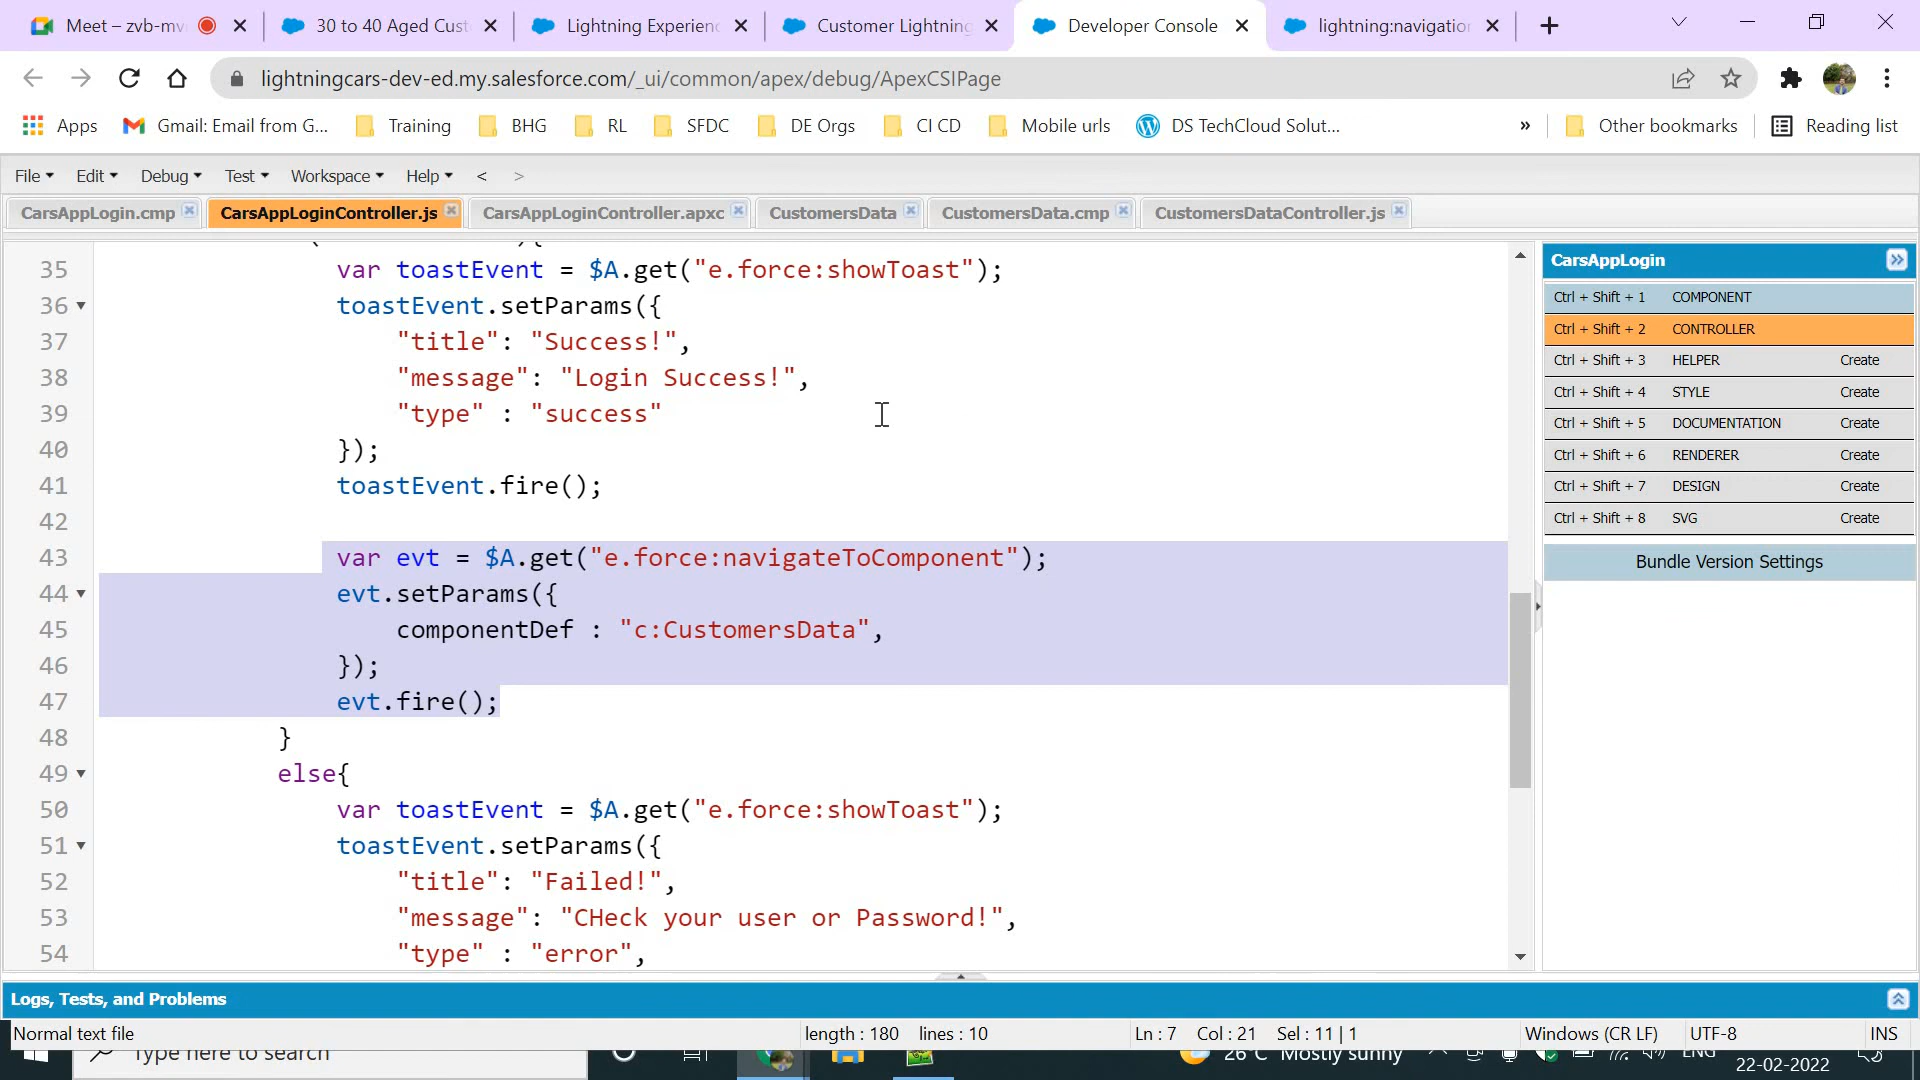 Meet – zvb-mv
30 to 40 Aged Cust
Lightning Experienc
Customer Lightning
Developer Console
lightning:navigation
lightningcars-dev-ed.my.salesforce.com/_ui/common/apex/debug/ApexCSIPage
Apps
Gmail: Email from G...
Training
BHG
RL
SFDC
DE Orgs
CI CD
Mobile urls
DS TechCloud Solut...
»
Other bookmarks
Reading list
File
Edit
Debug
Test
Workspace
Help
<
>
CarsAppLogin.cmp
CarsAppLoginController.js
CarsAppLoginController.apxc
CustomersData
CustomersData.cmp
CustomersDataController.js
35 var toastEvent = $A.get("e.force:showToast");
36 toastEvent.setParams({
37 "title": "Success!",
38 "message": "Login Success!",
39 "type" : "success"
40 });
41 toastEvent.fire();
42
43 var evt = $A.get("e.force:navigateToComponent");
44 evt.setParams({
45 componentDef : "c:CustomersData",
46 });
47 evt.fire();
48 }
49 else{
50 var toastEvent = $A.get("e.force:showToast");
51 toastEvent.setParams({
52 "title": "Failed!",
53 "message": "CHeck your user or Password!",
54 "type" : "error",
CarsAppLogin
Ctrl + Shift + 1 COMPONENT
Ctrl + Shift + 2 CONTROLLER
Ctrl + Shift + 3 HELPER Create
Ctrl + Shift + 4 STYLE Create
Ctrl + Shift + 5 DOCUMENTATION Create
Ctrl + Shift + 6 RENDERER Create
Ctrl + Shift + 7 DESIGN Create
Ctrl + Shift + 8 SVG Create
Bundle Version Settings
Logs, Tests, and Problems
Normal text file
length : 180 lines : 10
Ln : 7 Col : 21 Sel : 11 | 1
Windows (CR LF)
UTF-8
INS
Type here to search
26°C Mostly sunny
ENG
22-02-2022